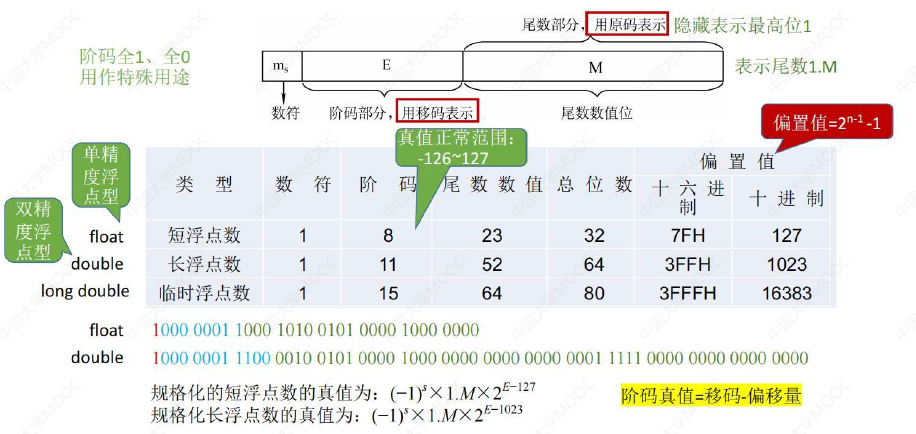 尾数部分，用原码表示 隐藏表示最高位1
阶码全1、全0
用作特殊用途
ms E M
表示尾数1.M
数符 阶码部分，用移码表示 尾数数值位
偏置值=2^n-1 -1
真值正常范围：
-126~127
单精
度浮
点型
双精
度浮
点型
类 型 数 符 阶 码 尾 数 数 值 总 位 数 偏 置 值
十 六 进 制 十 进 制
float 短浮点数 1 8 23 32 7FH 127
double 长浮点数 1 11 52 64 3FFH 1023
long double 临时浮点数 1 15 64 80 3FFFH 16383
float 1000 0001 1000 1010 0101 0000 1000 0000
double 1000 0001 1100 0010 0101 0000 1000 0000 0000 0000 0001 1111 0000 0000 0000 0000
规格化的短浮点数的真值为：(−1)^s×1.M×2^E−127
规格化长浮点数的真值为：(−1)^s×1.M×2^E−1023
阶码真值=移码-偏移量
中国大学MOOC